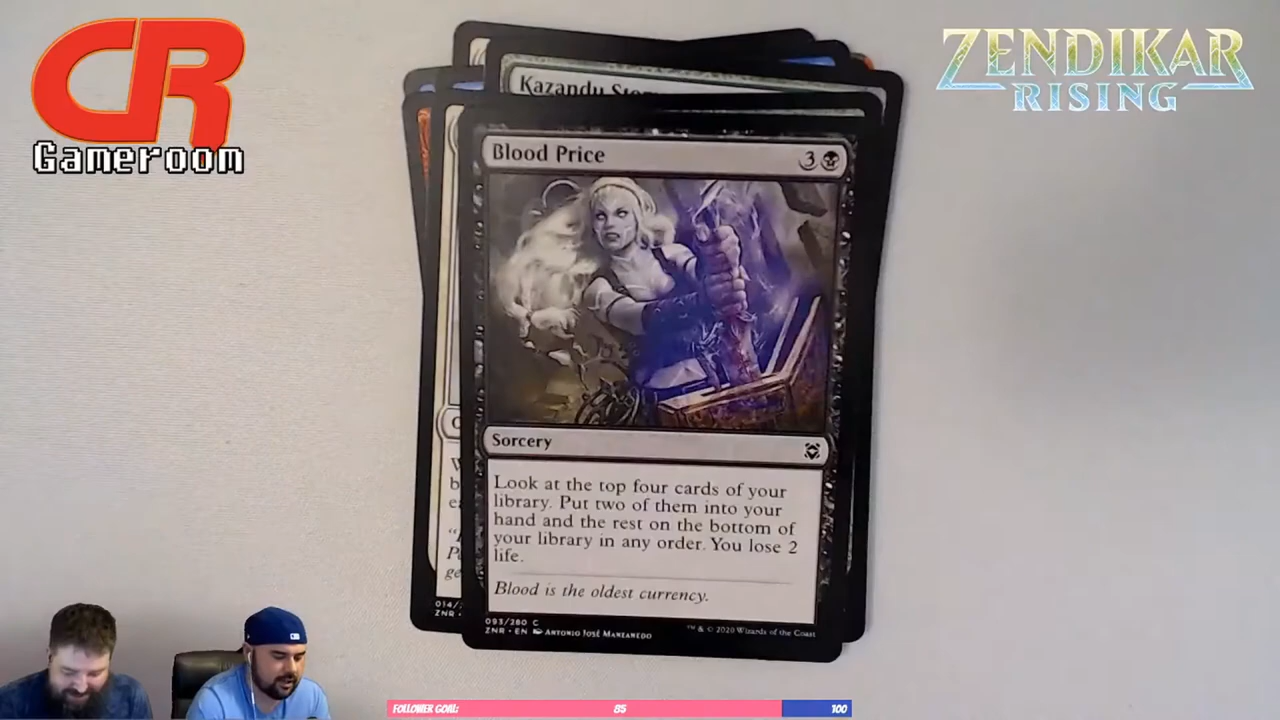 CR
Gameroom
ZENDIKAR
RISING
Kazandu
Blood Price
3
Sorcery
Look at the top four cards of your
library. Put two of them into your
hand and the rest on the bottom of
your library in any order. You lose 2
life.
Blood is the oldest currency.
093/280 C
ZNR • EN ANTONIO JOSÉ MANZANEDO
™ & © 2020 Wizards of the Coast
014/
ZNR •
FOLLOWER GOAL:
85
100